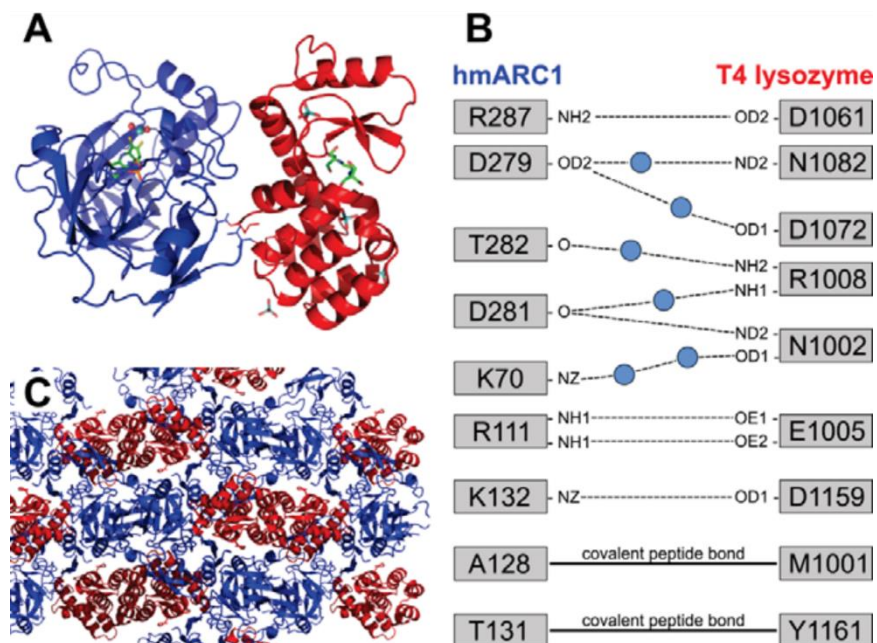 A
B
hmARC1 T4 lysozyme
R287 NH2 OD2 D1061
D279 OD2 ND2 N1082
OD1 D1072
T282 O
NH2 R1008
NH1
D281 O
ND2 N1002
OD1
K70 NZ
R111 NH1 OE1 E1005
NH1 OE2
K132 NZ OD1 D1159
A128 covalent peptide bond M1001
T131 covalent peptide bond Y1161
C